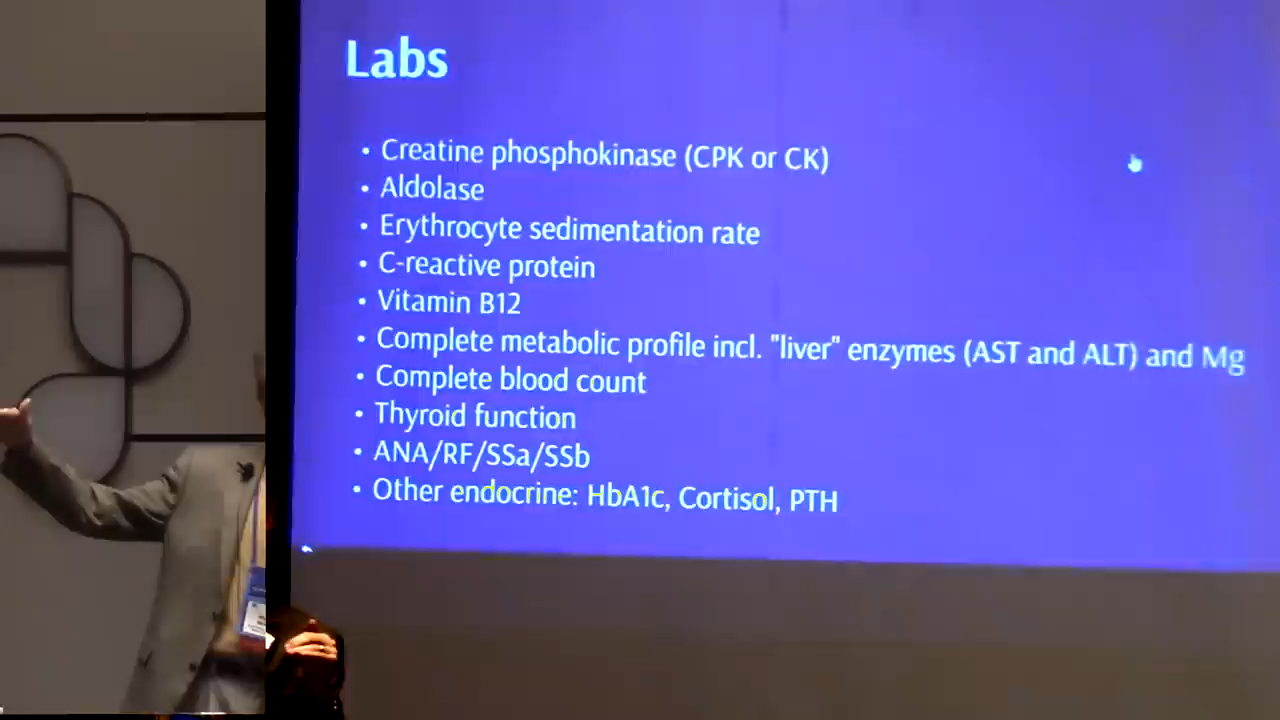 Labs
• Creatine phosphokinase (CPK or CK)
• Aldolase
• Erythrocyte sedimentation rate
• C-reactive protein
• Vitamin B12
• Complete metabolic profile incl. "liver" enzymes (AST and ALT) and Mg
• Complete blood count
• Thyroid function
• ANA/RF/SSa/SSb
• Other endocrine: HbA1c, Cortisol, PTH